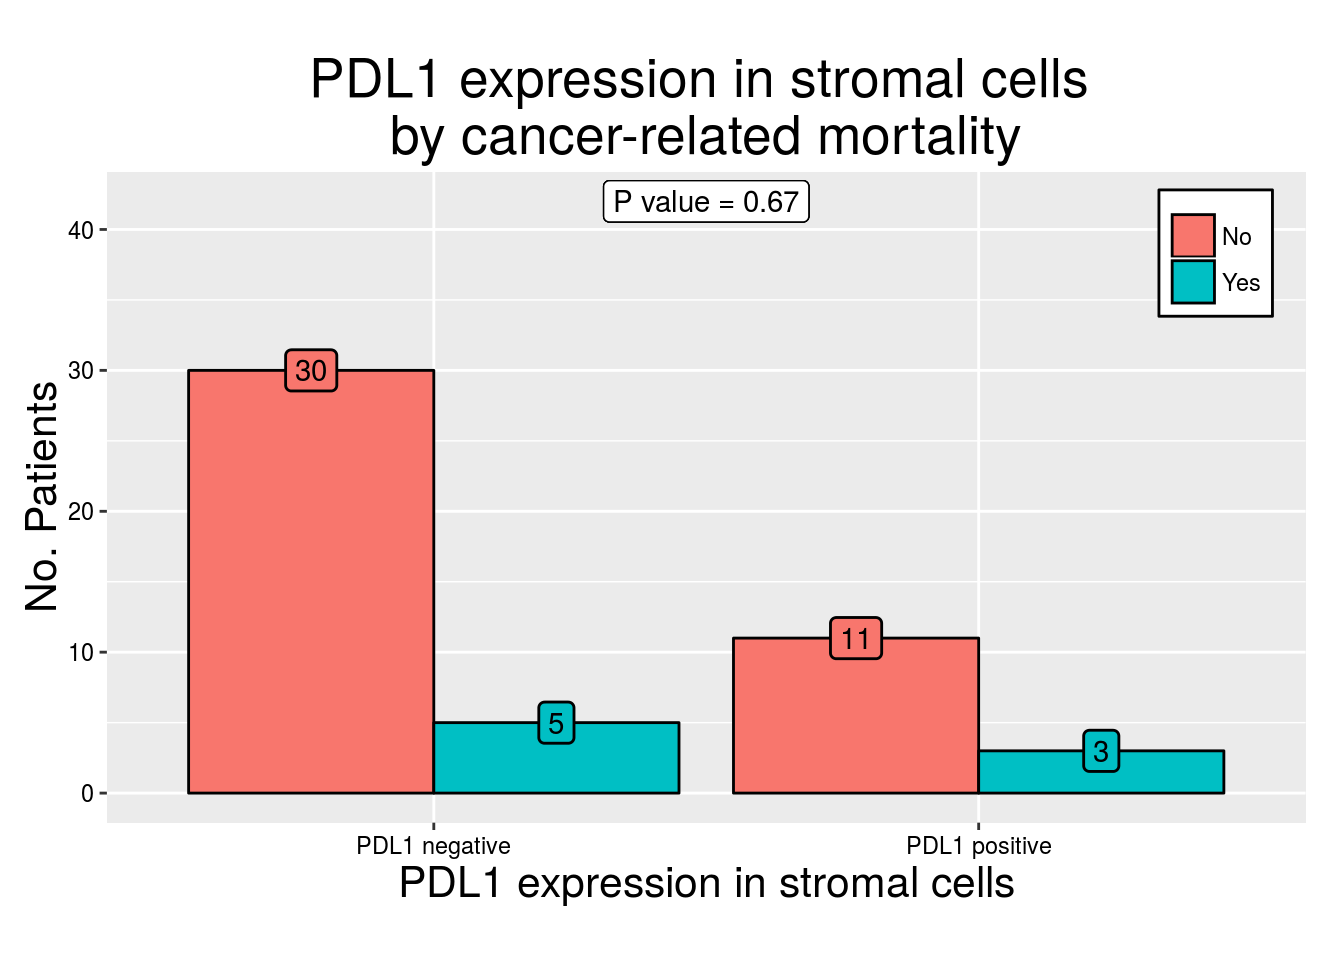 PDL1 expression in stromal cells
by cancer-related mortality
P value = 0.67
No
Yes
40
30
20
10
0
No. Patients
30
5
11
3
PDL1 negative
PDL1 positive
PDL1 expression in stromal cells